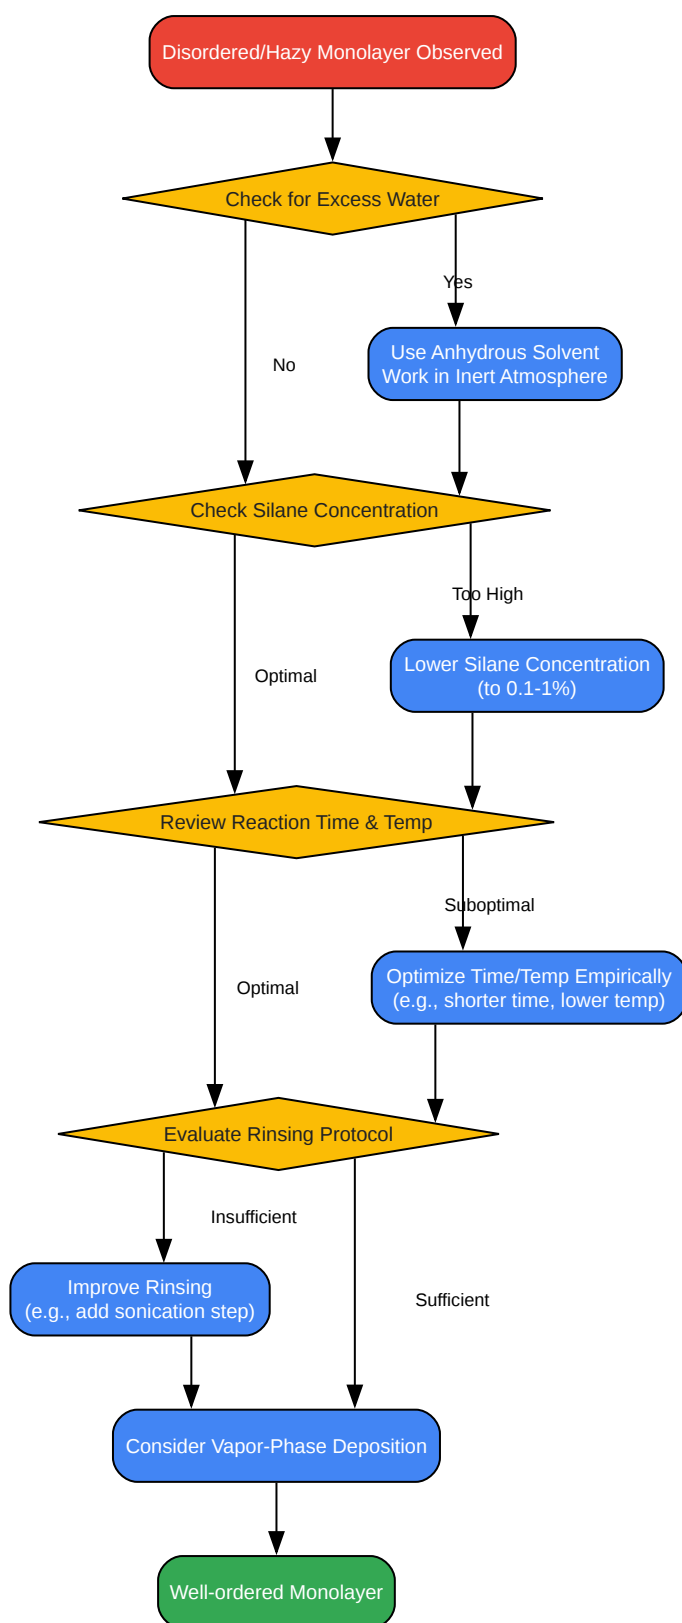 Disordered/Hazy Monolayer Observed
Check for Excess Water
Yes
Use Anhydrous Solvent
Work in Inert Atmosphere
No
Check Silane Concentration
Too High
Lower Silane Concentration
(to 0.1-1%)
Optimal
Review Reaction Time & Temp
Suboptimal
Optimize Time/Temp Empirically
(e.g., shorter time, lower temp)
Optimal
Evaluate Rinsing Protocol
Insufficient
Improve Rinsing
(e.g., add sonication step)
Sufficient
Consider Vapor-Phase Deposition
Well-ordered Monolayer